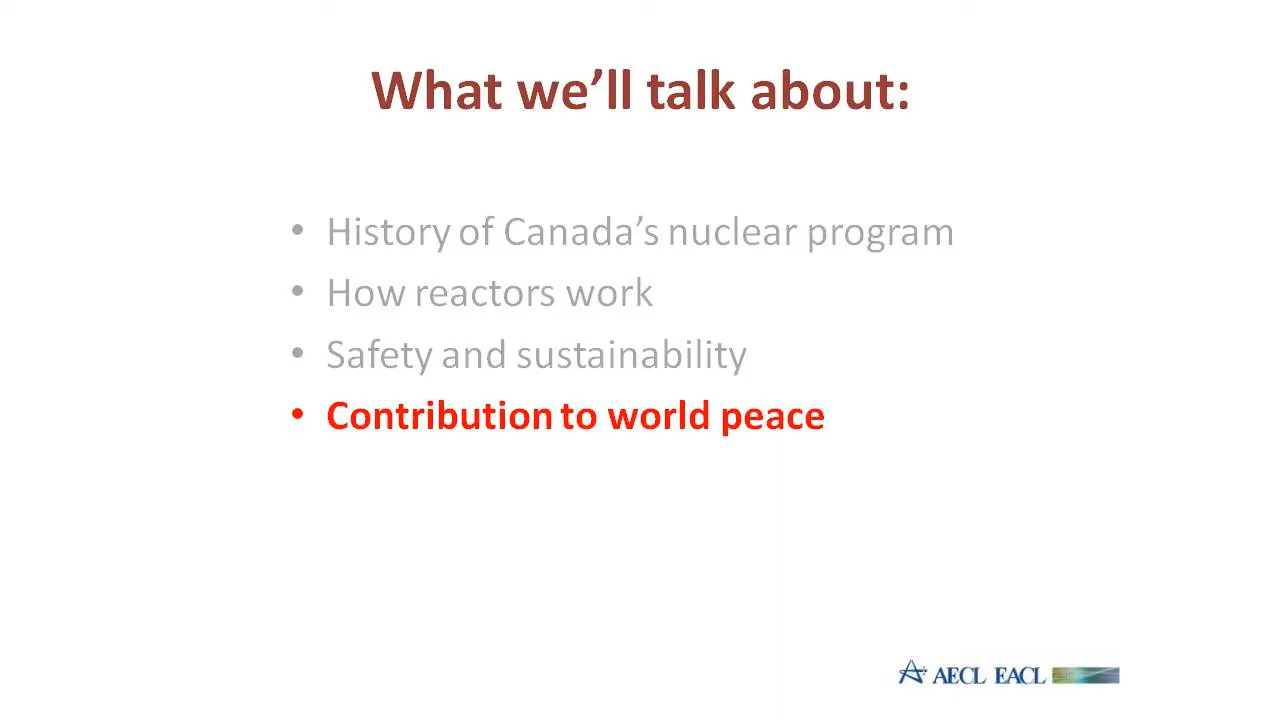 What we’ll talk about:
• History of Canada’s nuclear program
• How reactors work
• Safety and sustainability
• Contribution to world peace
AECL EACL